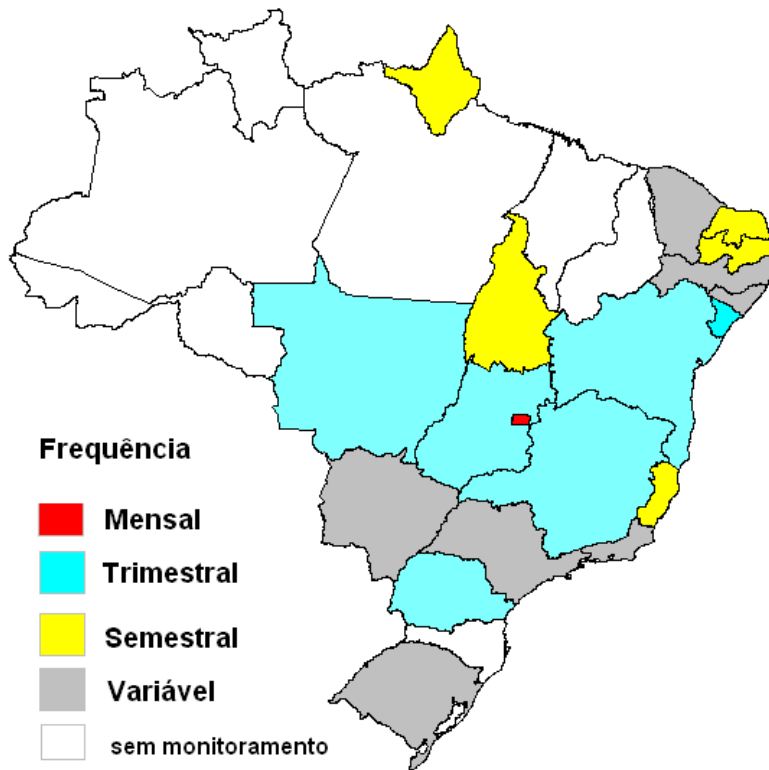 Frequência
Mensal
Trimestral
Semestral
Variável
sem monitoramento